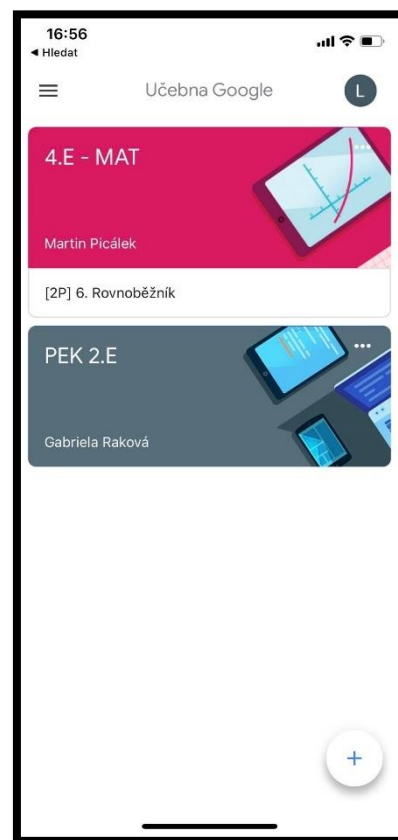 16:56
◀ Hledat
Učebna Google
L
4.E - MAT
Martin Picálek
[2P] 6. Rovnoběžník
PEK 2.E
Gabriela Raková